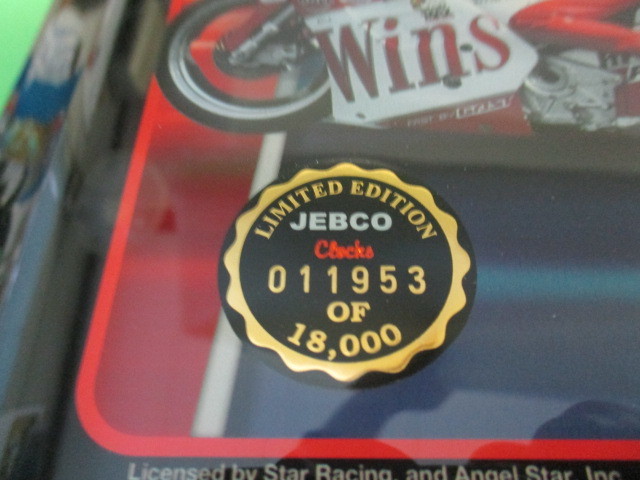 Wins
LIMITED EDITION
JEBCO
Clocks
011953
OF
18,000
Licensed by Star Racing, and Angel Star, Inc